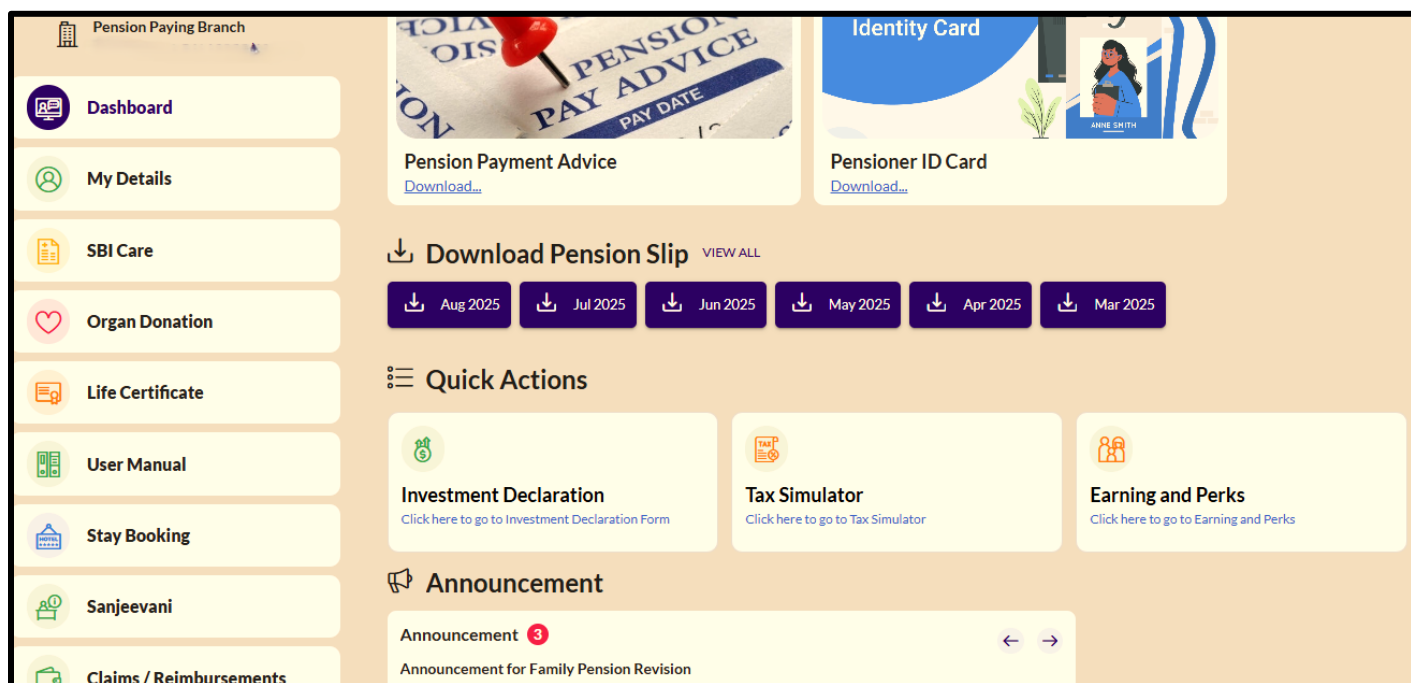 Pension Paying Branch
Dashboard
My Details
SBI Care
Organ Donation
Life Certificate
User Manual
Stay Booking
Sanjeevani
Claims / Reimbursements
PENSION
PAY ADVICE
PAY DATE
Pension Payment Advice
Download...
Identity Card
ANNE SMITH
Pensioner ID Card
Download...
Download Pension Slip VIEW ALL
Aug 2025 Jul 2025 Jun 2025 May 2025 Apr 2025 Mar 2025
Quick Actions
Investment Declaration
Click here to go to Investment Declaration Form
TAX
Tax Simulator
Click here to go to Tax Simulator
Earning and Perks
Click here to go to Earning and Perks
Announcement
Announcement 3
Announcement for Family Pension Revision